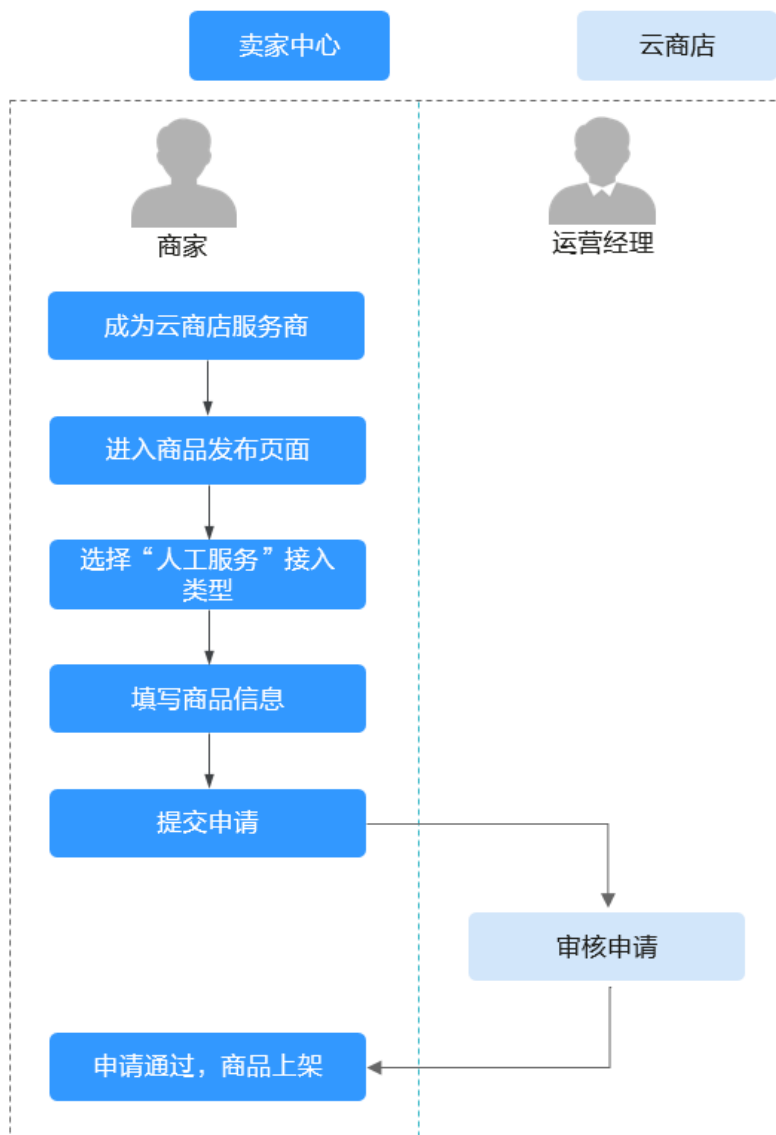 卖家中心
云商店
商家
运营经理
成为云商店服务商
进入商品发布页面
选择“人工服务”接入
类型
填写商品信息
提交申请
审核申请
申请通过，商品上架